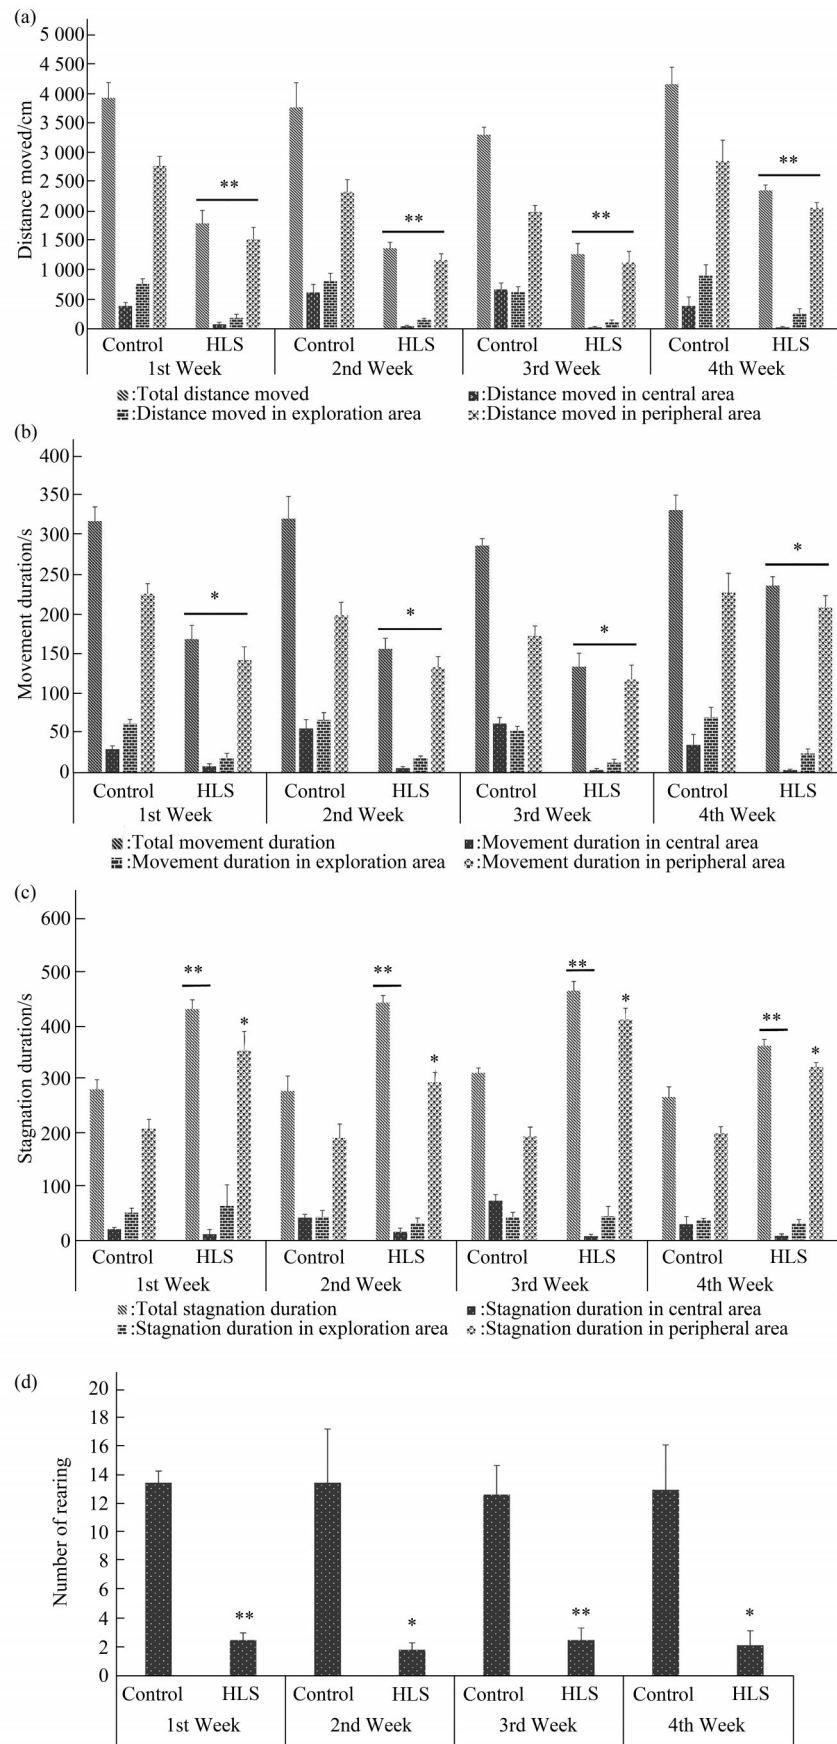 (a)
Distance moved/cm
5 000
4 500
4 000
3 500
3 000
2 500
2 000
1 500
1 000
500
0
** ** ** **
Control HLS Control HLS Control HLS Control HLS
1st Week 2nd Week 3rd Week 4th Week
:Total distance moved :Distance moved in central area
:Distance moved in exploration area :Distance moved in peripheral area
(b)
Movement duration/s
400
350
300
250
200
150
100
50
0
* * * *
Control HLS Control HLS Control HLS Control HLS
1st Week 2nd Week 3rd Week 4th Week
:Total movement duration :Movement duration in central area
:Movement duration in exploration area :Movement duration in peripheral area
(c)
Stagnation duration/s
600
500
400
300
200
100
0
** * ** * ** * ** *
Control HLS Control HLS Control HLS Control HLS
1st Week 2nd Week 3rd Week 4th Week
:Total stagnation duration :Stagnation duration in central area
:Stagnation duration in exploration area :Stagnation duration in peripheral area
(d)
Number of rearing
20
18
16
14
12
10
8
6
4
2
0
** * ** *
Control HLS Control HLS Control HLS Control HLS
1st Week 2nd Week 3rd Week 4th Week